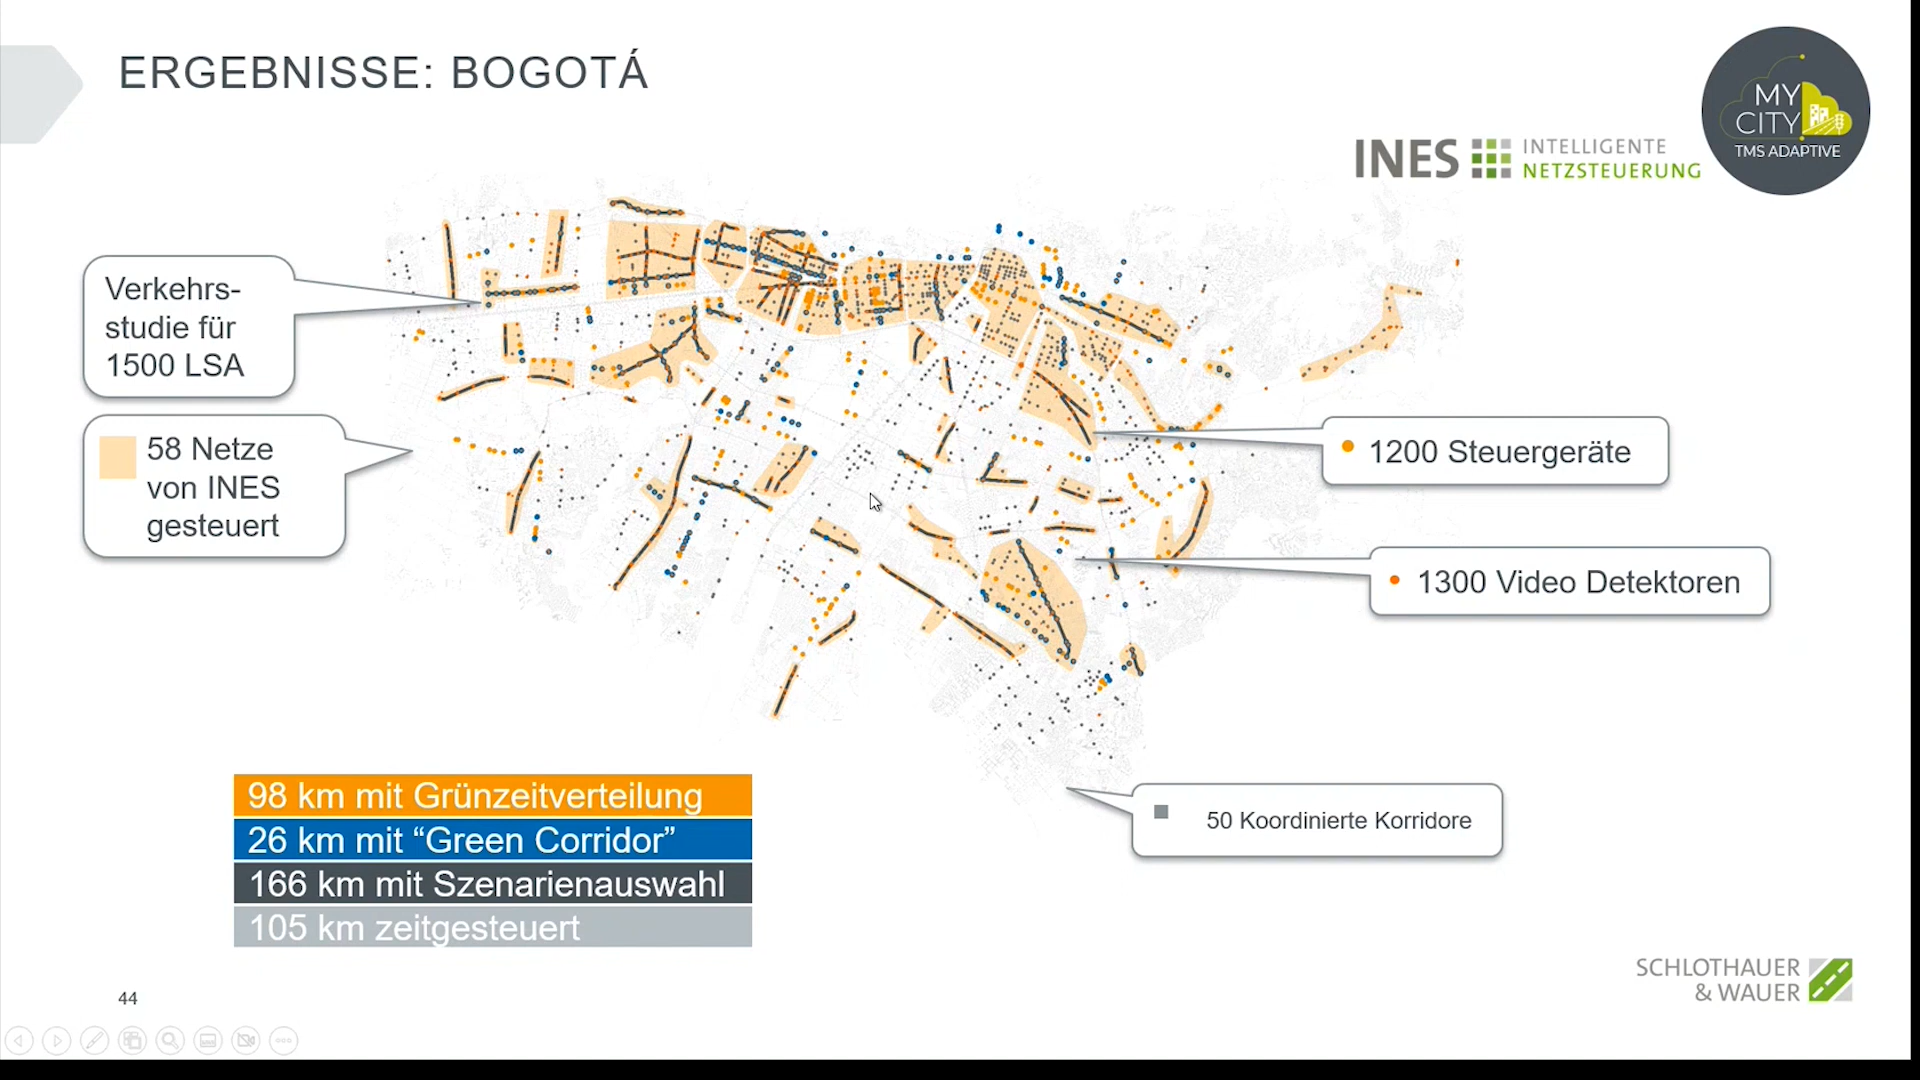 ERGEBNISSE: BOGOTÁ
MY
CITY
TMS ADAPTIVE
INES INTELLIGENTE
NETZSTEUERUNG
Verkehrs-
studie für
1500 LSA
58 Netze
von INES
gesteuert
1200 Steuergeräte
1300 Video Detektoren
50 Koordinierte Korridore
98 km mit Grünzeitverteilung
26 km mit “Green Corridor”
166 km mit Szenarienauswahl
105 km zeitgesteuert
SCHLOTHAUER
& WAUER
44